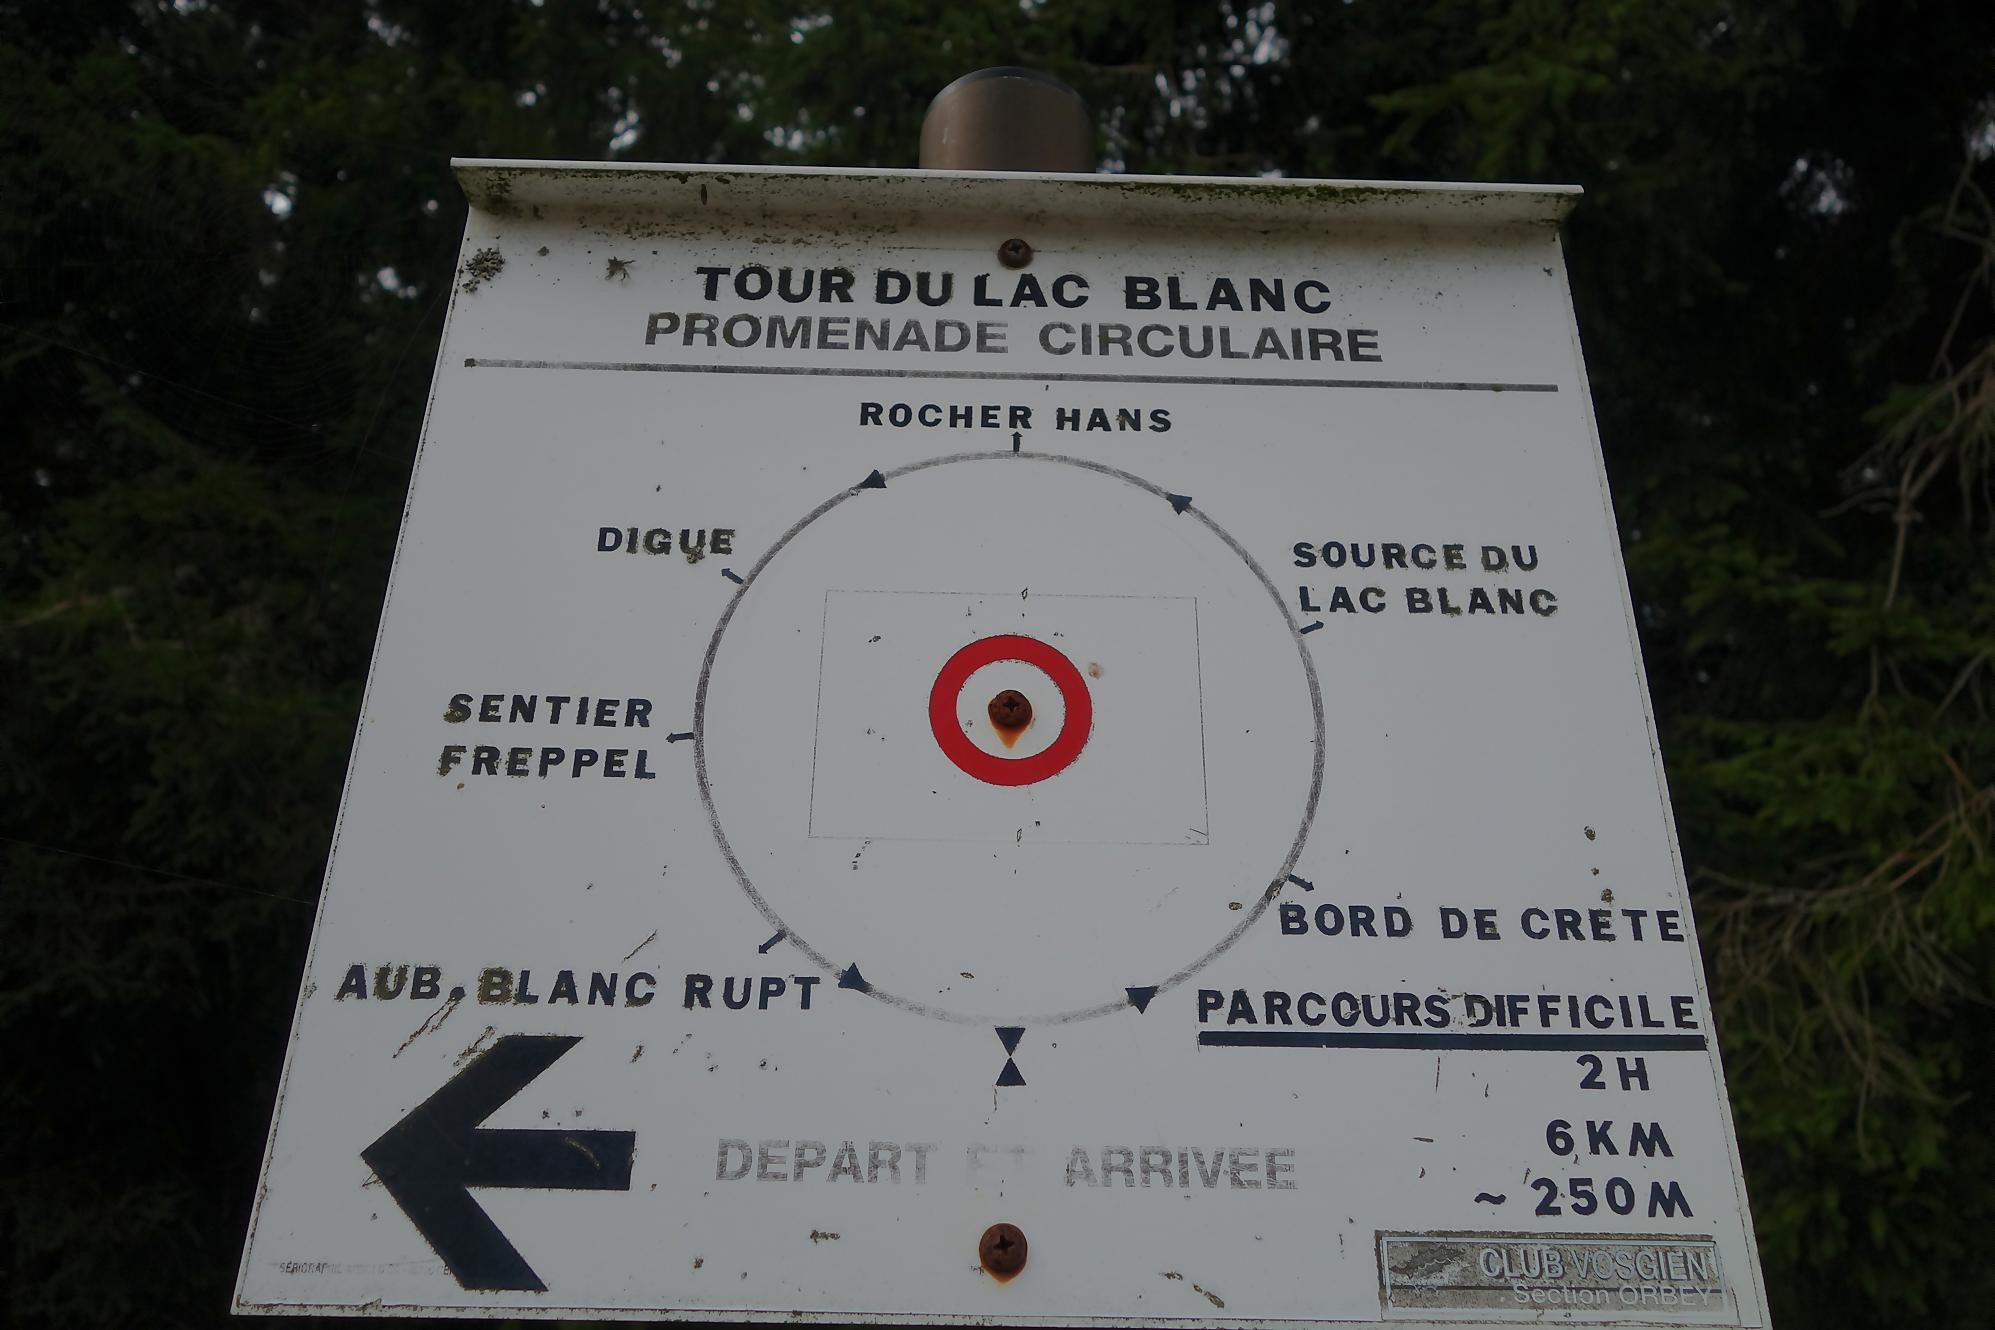 TOUR DU LAC BLANC
PROMENADE CIRCULAIRE
ROCHER HANS
DIGUE
SOURCE DU
LAC BLANC
SENTIER
FREPPEL
BORD DE CRETE
AUB. BLANC RUPT
PARCOURS DIFFICILE
2H
6KM
~ 250M
DEPART ET ARRIVEE
CLUB VOSGIEN
Section ORBEY